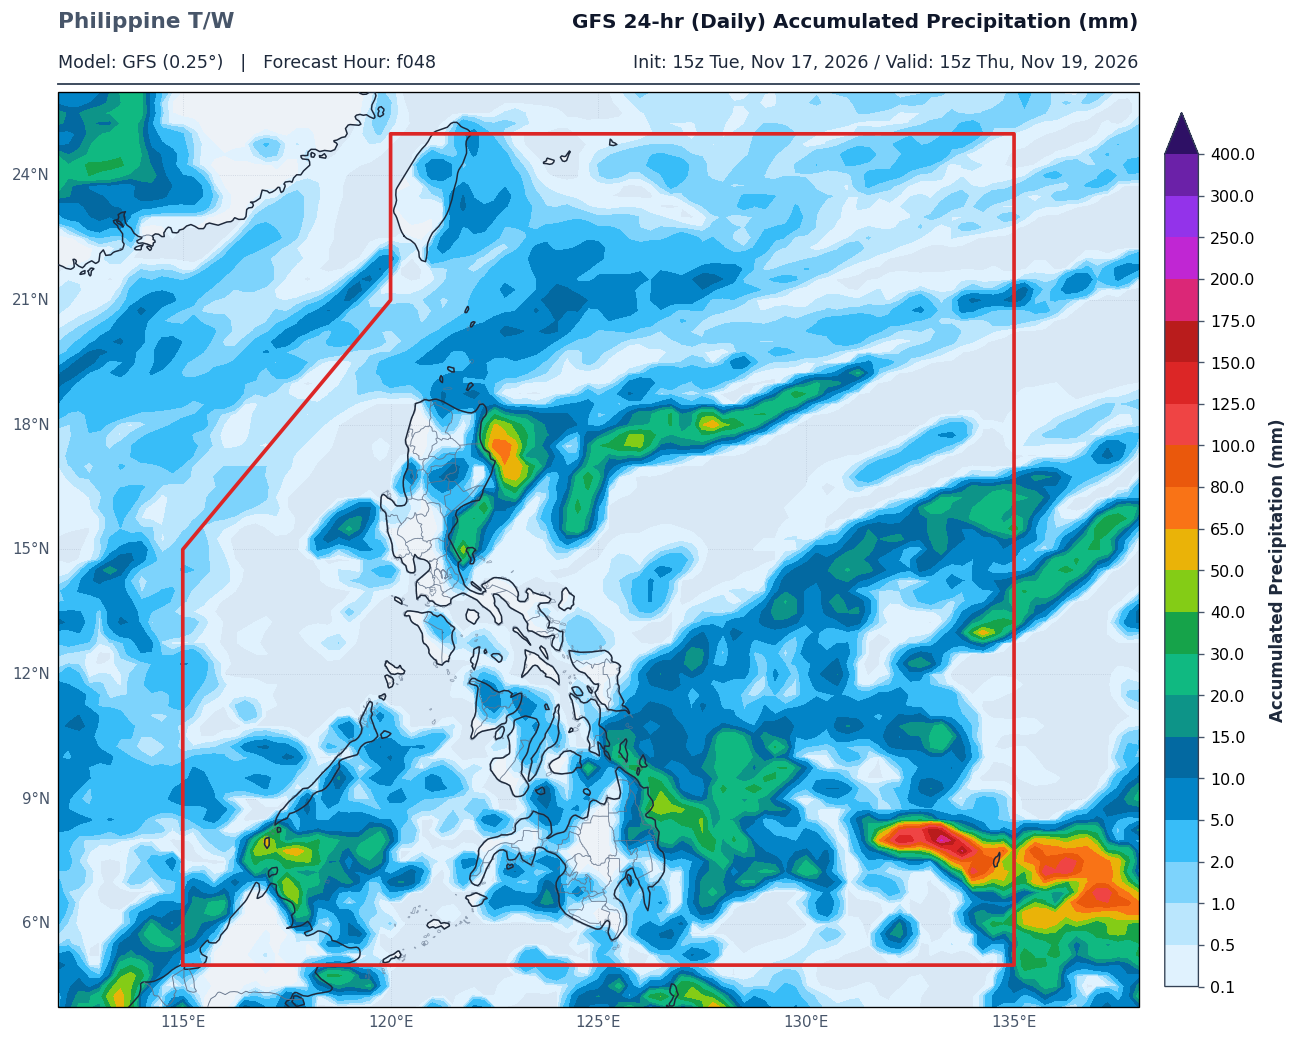 Philippine T/W
GFS 24-hr (Daily) Accumulated Precipitation (mm)
Model: GFS (0.25°)   |   Forecast Hour: f048
Init: 15z Tue, Nov 17, 2026 / Valid: 15z Thu, Nov 19, 2026
24°N
21°N
18°N
15°N
12°N
9°N
6°N
115°E
120°E
125°E
130°E
135°E
400.0
300.0
250.0
200.0
175.0
150.0
125.0
100.0
80.0
65.0
50.0
40.0
30.0
20.0
15.0
10.0
5.0
2.0
1.0
0.5
0.1
Accumulated Precipitation (mm)